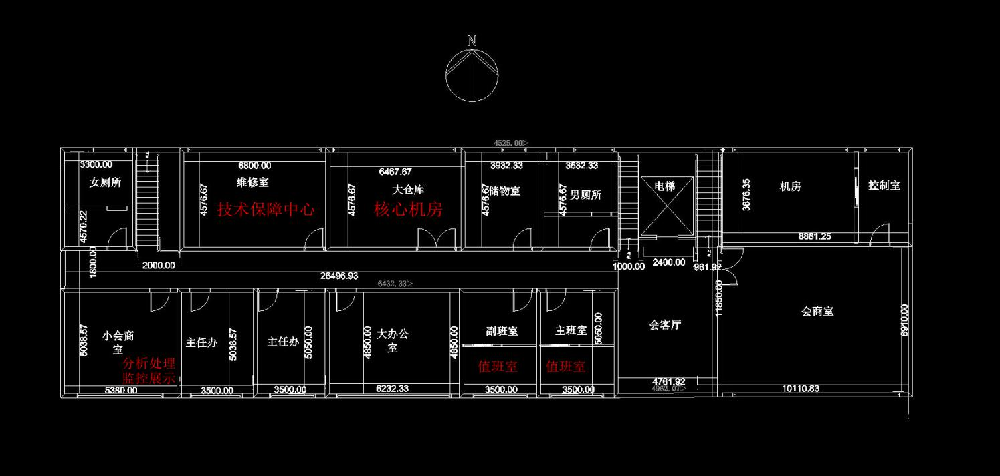 N
4525.00
3300.00
女厕所
4570.22
1800.00
2000.00
6800.00
维修室
4576.67
技术保障中心
6467.67
大仓库
4576.67
核心机房
3932.33
储物室
4576.67
3532.33
男厕所
4576.67
电梯
1000.00
2400.00
961.92
机房
3876.35
8881.25
控制室
26496.93
6432.33
小会商
室
5038.57
分析处理
监控展示
5380.00
主任办
5038.57
3500.00
主任办
5050.00
3500.00
大办公
室
4850.00
4850.00
6232.33
副班室
值班室
3500.00
主班室
5050.00
值班室
3500.00
会客厅
11850.00
4761.92
4962.07
会商室
6910.00
10110.83